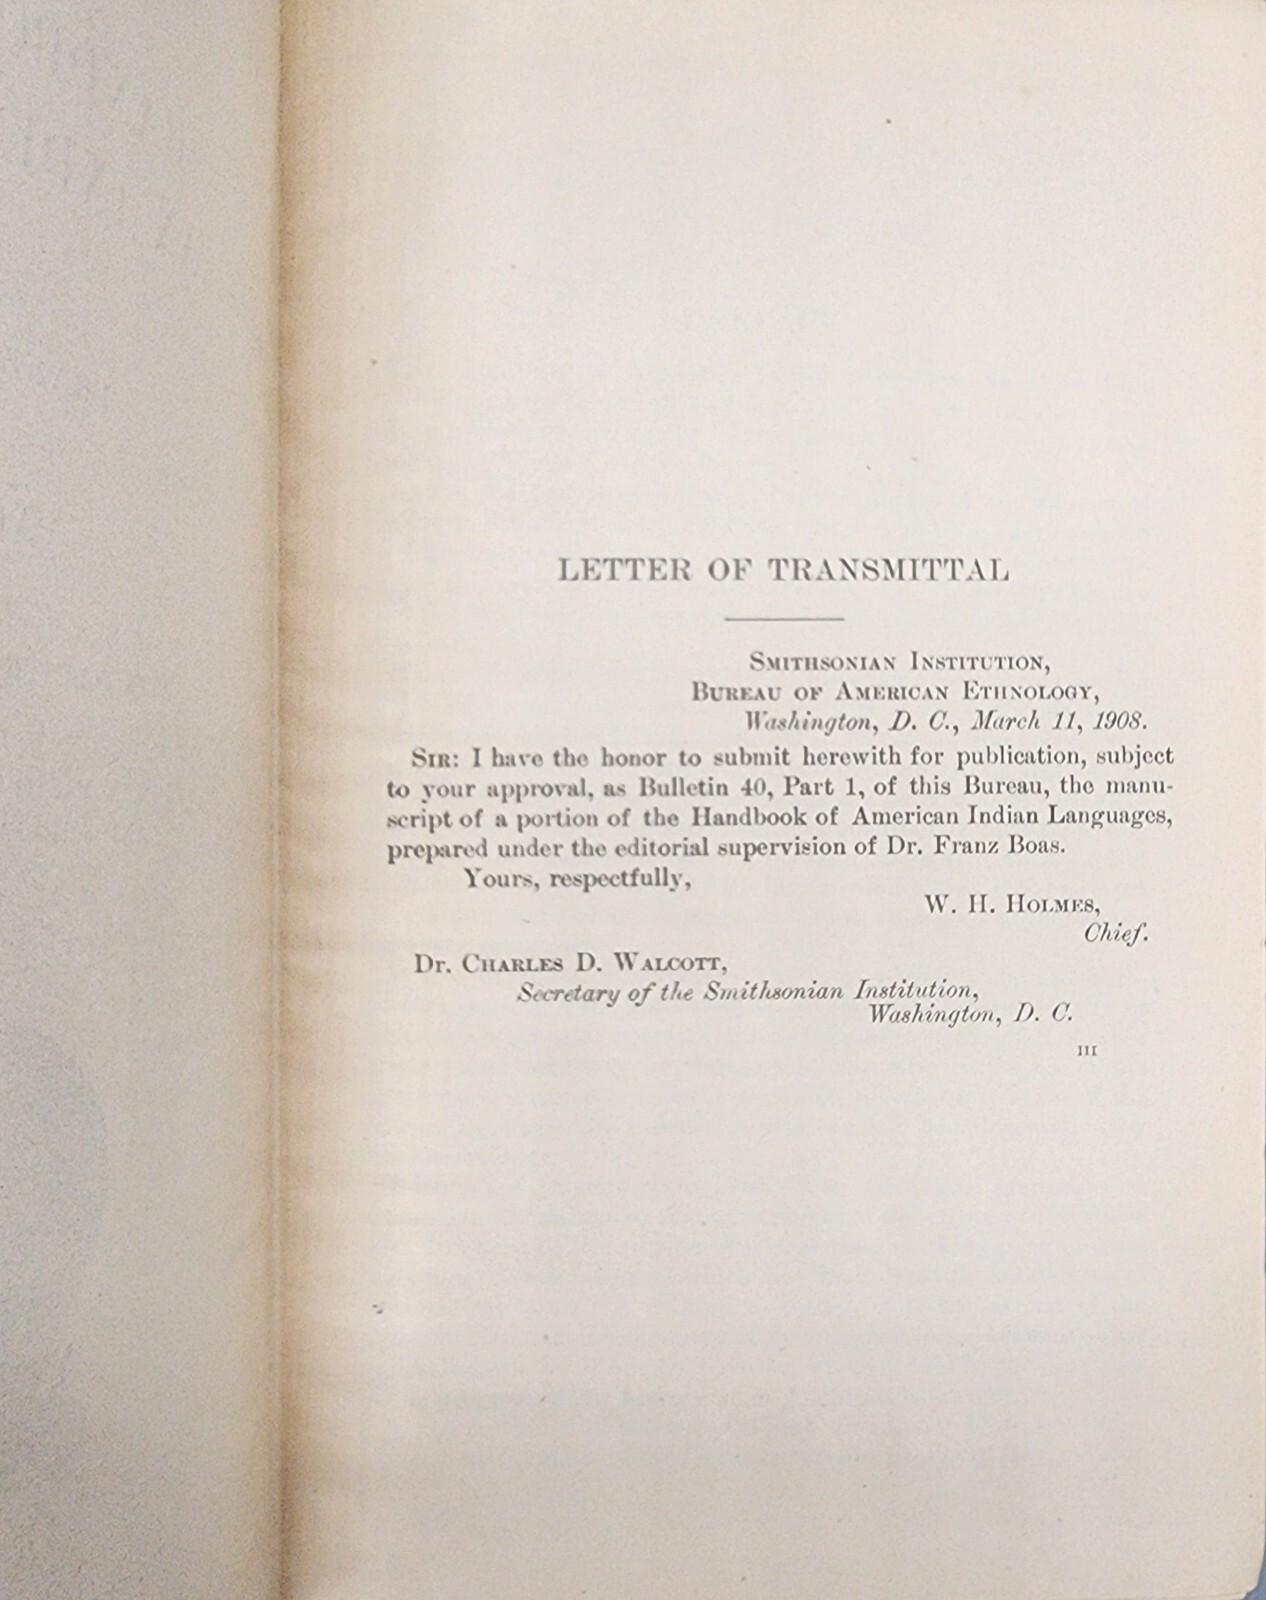 LETTER OF TRANSMITTAL
SMITHSONIAN INSTITUTION,
BUREAU OF AMERICAN ETHNOLOGY,
Washington, D. C., March 11, 1908.
SIR: I have the honor to submit herewith for publication, subject
to your approval, as Bulletin 40, Part 1, of this Bureau, the manu-
script of a portion of the Handbook of American Indian Languages,
prepared under the editorial supervision of Dr. Franz Boas.
Yours, respectfully,
W. H. HOLMES,
Chief.
Dr. CHARLES D. WALCOTT,
Secretary of the Smithsonian Institution,
Washington, D. C.
III